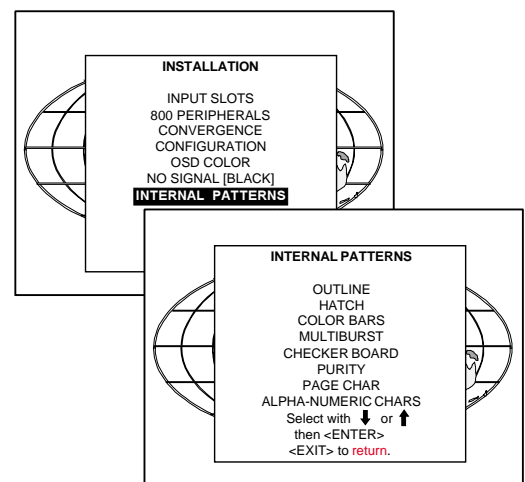 INSTALLATION
INPUT SLOTS
800 PERIPHERALS
CONVERGENCE
CONFIGURATION
OSD COLOR
NO SIGNAL [BLACK]
INTERNAL PATTERNS
INTERNAL PATTERNS
OUTLINE
HATCH
COLOR BARS
MULTIBURST
CHECKER BOARD
PURITY
PAGE CHAR
ALPHA-NUMERIC CHARS
Select with ⬇ or ⬆
then <ENTER>
<EXIT> to return.